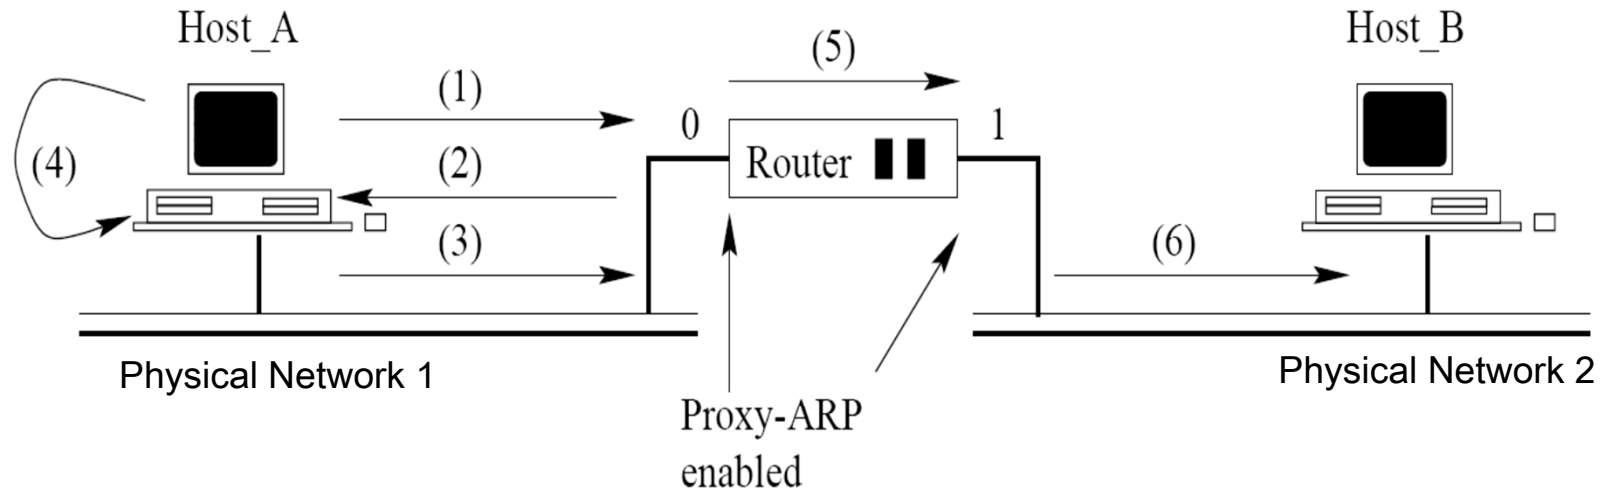 Host_A
Host_B
(5)
(1)
0
1
(4)
(2)
Router
(3)
(6)
Physical Network 1
Physical Network 2
Proxy-ARP
enabled